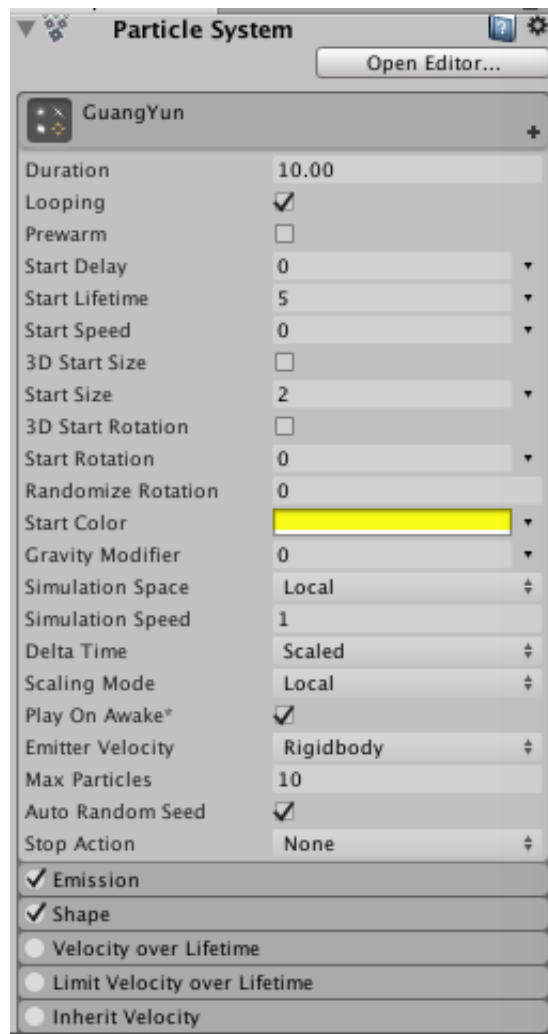 Particle System
Open Editor...
GuangYun
Duration 10.00
Looping
Prewarm
Start Delay 0
Start Lifetime 5
Start Speed 0
3D Start Size
Start Size 2
3D Start Rotation
Start Rotation 0
Randomize Rotation 0
Start Color
Gravity Modifier 0
Simulation Space Local
Simulation Speed 1
Delta Time Scaled
Scaling Mode Local
Play On Awake*
Emitter Velocity Rigidbody
Max Particles 10
Auto Random Seed
Stop Action None
Emission
Shape
Velocity over Lifetime
Limit Velocity over Lifetime
Inherit Velocity